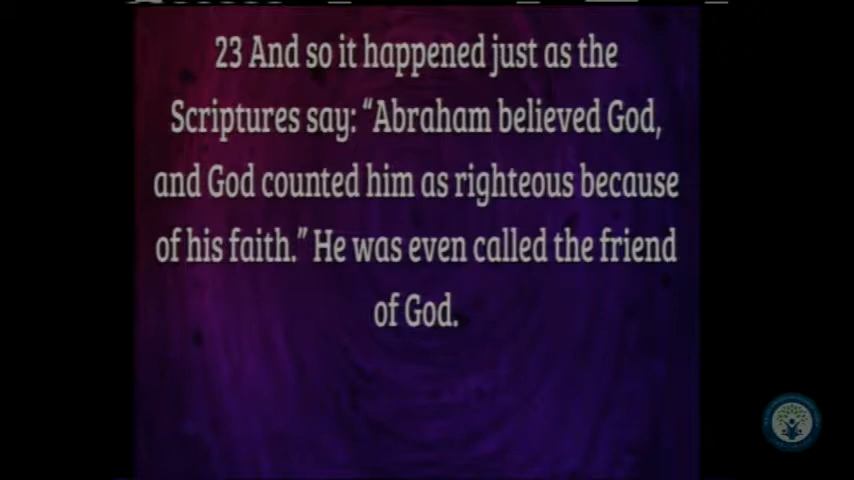 23 And so it happened just as the
Scriptures say: “Abraham believed God,
and God counted him as righteous because
of his faith.” He was even called the friend
of God.